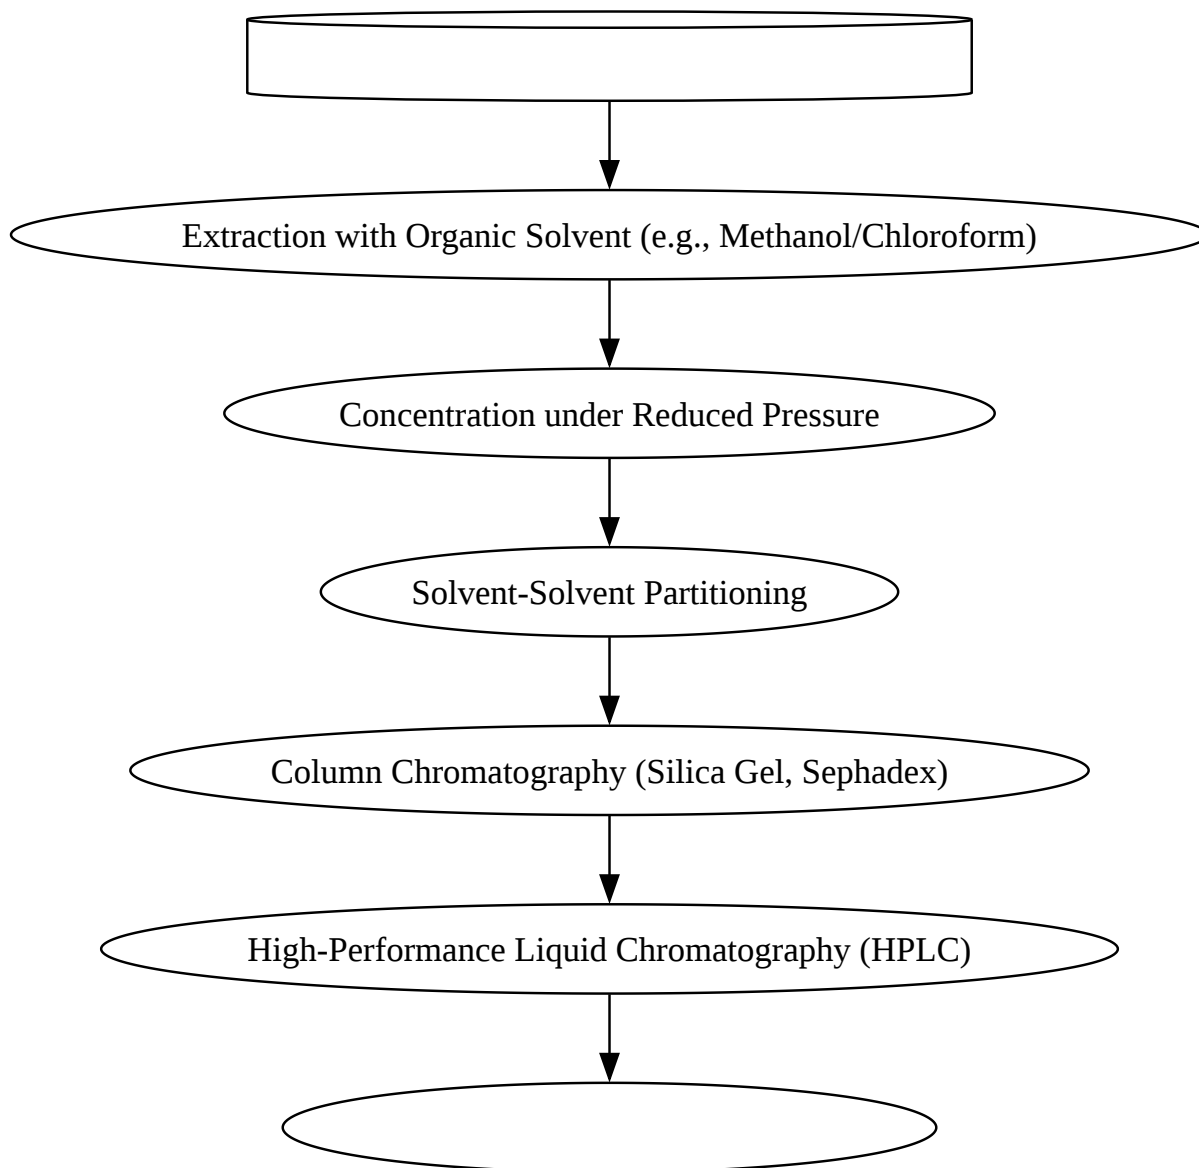 Extraction with Organic Solvent (e.g., Methanol/Chloroform)
Concentration under Reduced Pressure
Solvent-Solvent Partitioning
Column Chromatography (Silica Gel, Sephadex)
High-Performance Liquid Chromatography (HPLC)